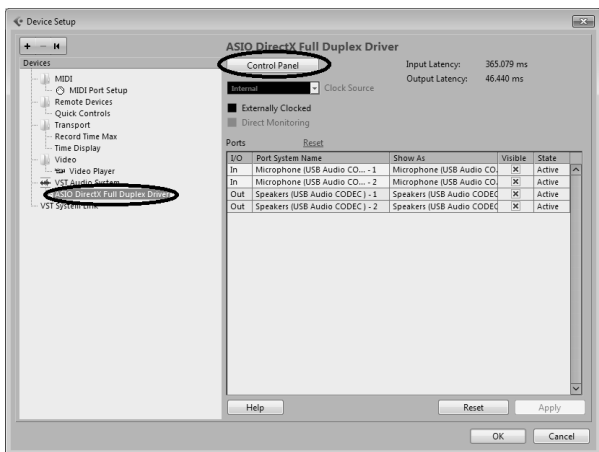 Device Setup
+ - |◀
Devices
MIDI
MIDI Port Setup
Remote Devices
Quick Controls
Transport
Record Time Max
Time Display
Video
Video Player
VST Audio System
ASIO DirectX Full Duplex Driver
VST System Link
ASIO DirectX Full Duplex Driver
Control Panel
Input Latency: 365.079 ms
Output Latency: 46.440 ms
Internal Clock Source
Externally Clocked
Direct Monitoring
Ports Reset
I/O Port System Name Show As Visible State
In Microphone (USB Audio CO... - 1 Microphone (USB Audio CO. X Active
In Microphone (USB Audio CO... - 2 Microphone (USB Audio CO. X Active
Out Speakers (USB Audio CODEC ) - 1 Speakers (USB Audio CODEC X Active
Out Speakers (USB Audio CODEC ) - 2 Speakers (USB Audio CODEC X Active
Help Reset Apply
OK Cancel